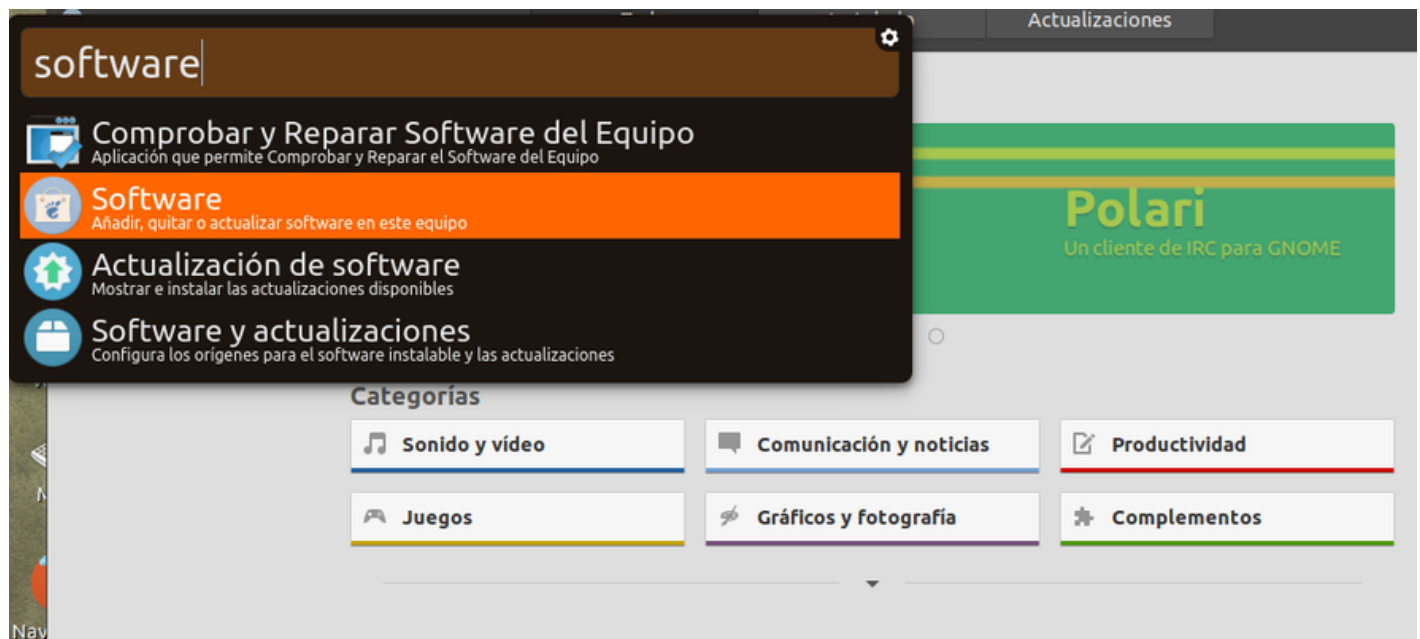 Actualizaciones
software
Comprobar y Reparar Software del Equipo
Aplicación que permite Comprobar y Reparar el Software del Equipo
Software
Añadir, quitar o actualizar software en este equipo
Actualización de software
Mostrar e instalar las actualizaciones disponibles
Software y actualizaciones
Configura los orígenes para el software instalable y las actualizaciones
Polari
Un cliente de IRC para GNOME
Categorías
Sonido y vídeo
Comunicación y noticias
Productividad
Juegos
Gráficos y fotografía
Complementos